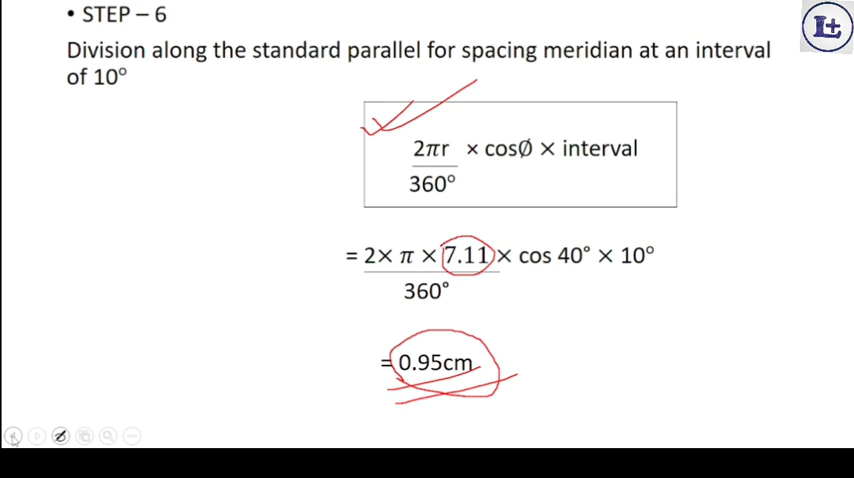 • STEP – 6
Division along the standard parallel for spacing meridian at an interval
of 10°
2πr × cosØ × interval
360°
= 2× π × 7.11 × cos 40° × 10°
360°
= 0.95cm
L+